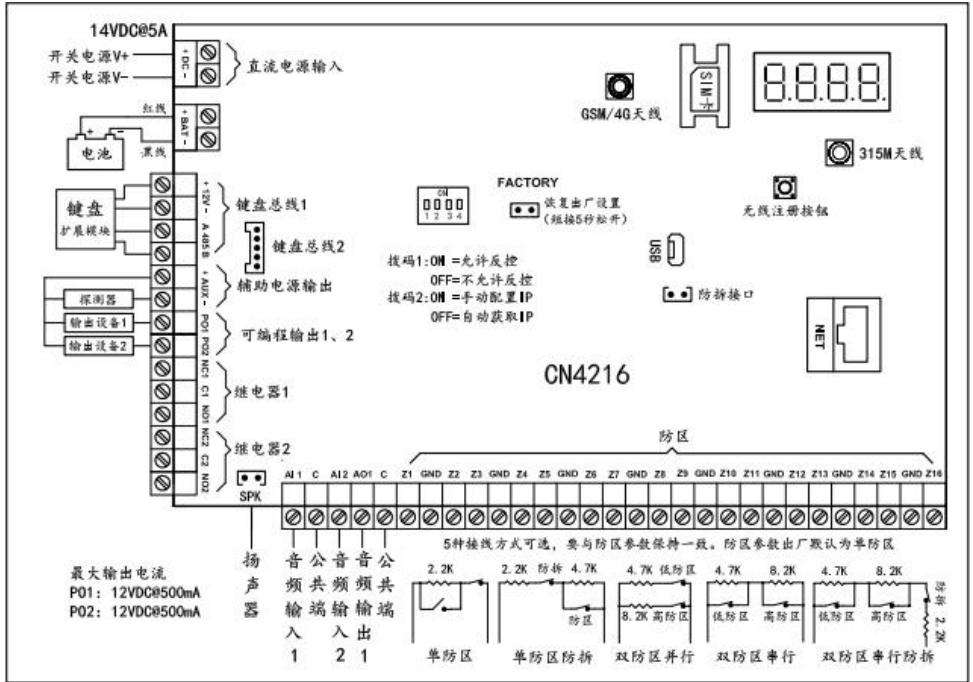 14VDC@5A
开关电源V+
开关电源V-
+DC-
直流电源输入
红线
+BAT-
+ -
电池
黑线
SIM卡
8.8.8.8
GSM/4G天线
315M天线
无线注册按钮
键盘
扩展模块
+12V-
A 485 B
键盘总线1
键盘总线2
ON
1 2 3 4
FACTORY
恢复出厂设置
(短接5秒松开)
拨码1:ON =允许反控
OFF=不允许反控
拨码2:ON =手动配置IP
OFF=自动获取IP
USB
防拆接口
NET
+AUX-
辅助电源输出
探测器
输出设备1
输出设备2
PO1
PO2
可编程输出1、2
NC1
C1
NO1
继电器1
NC2
C2
NO2
继电器2
CN4216
防区
SPK
AI 1 C AI 2 AO1 C Z1 GND Z2 Z3 GND Z4 Z5 GND Z6 Z7 GND Z8 Z9 GND Z10 Z11 GND Z12 Z13 GND Z14 Z15 GND Z16
扬声器
音频输入1
公共端
音频输入2
音频输出1
公共端
5种接线方式可选，要与防区参数保持一致。防区参数出厂默认为单防区
最大输出电流
PO1: 12VDC@500mA
PO2: 12VDC@500mA
2.2K
单防区
2.2K 防拆 4.7K
防区
单防区防拆
4.7K 低防区
8.2K 高防区
双防区并行
4.7K 8.2K
低防区 高防区
双防区串行
4.7K 8.2K
低防区 高防区
防拆 2.2K
双防区串行防拆